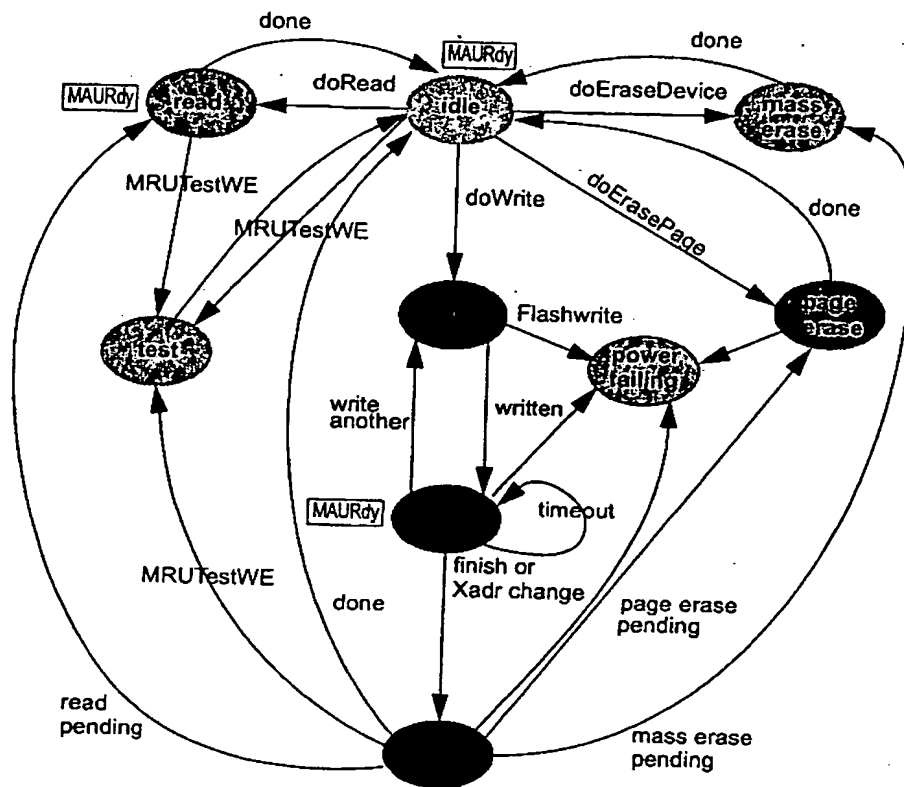 done
MAURdy
done
MAURdy
read
doRead
idle
doEraseDevice
mass
erase
MRUTestWE
MRUTestWE
doWrite
doErasePage
done
test
Flashwrite
power
failing
page
erase
write
another
written
MAURdy
timeout
MRUTestWE
done
finish or
Xadr change
page erase
pending
read
pending
mass erase
pending